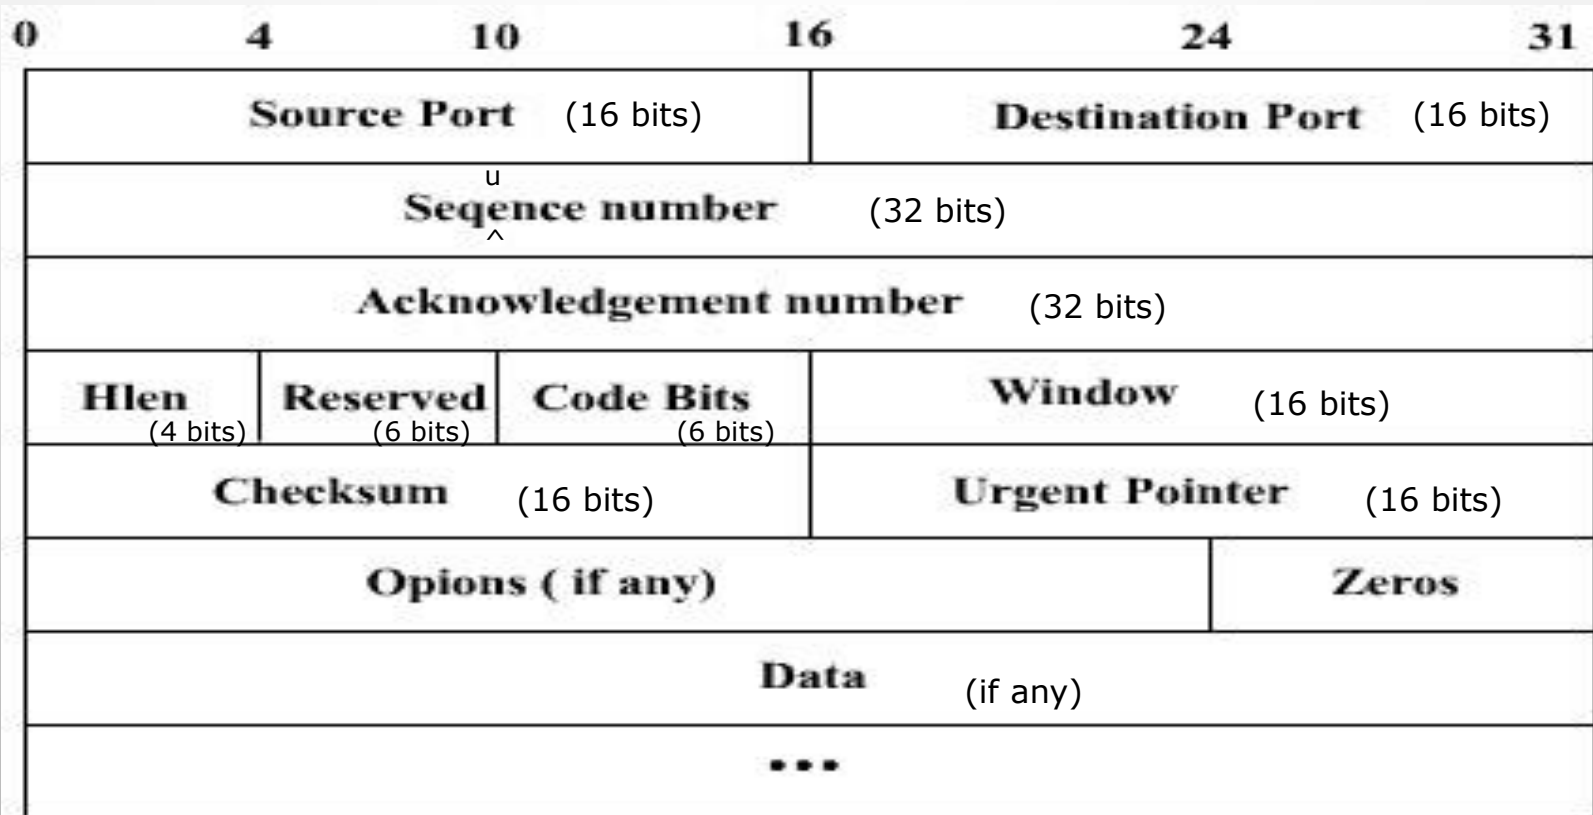 0 4 10 16 24 31
Source Port (16 bits) Destination Port (16 bits)
u
Seqence number (32 bits)
^
Acknowledgement number (32 bits)
Hlen Reserved Code Bits Window (16 bits)
(4 bits) (6 bits) (6 bits)
Checksum (16 bits) Urgent Pointer (16 bits)
Opions ( if any) Zeros
Data (if any)
•••